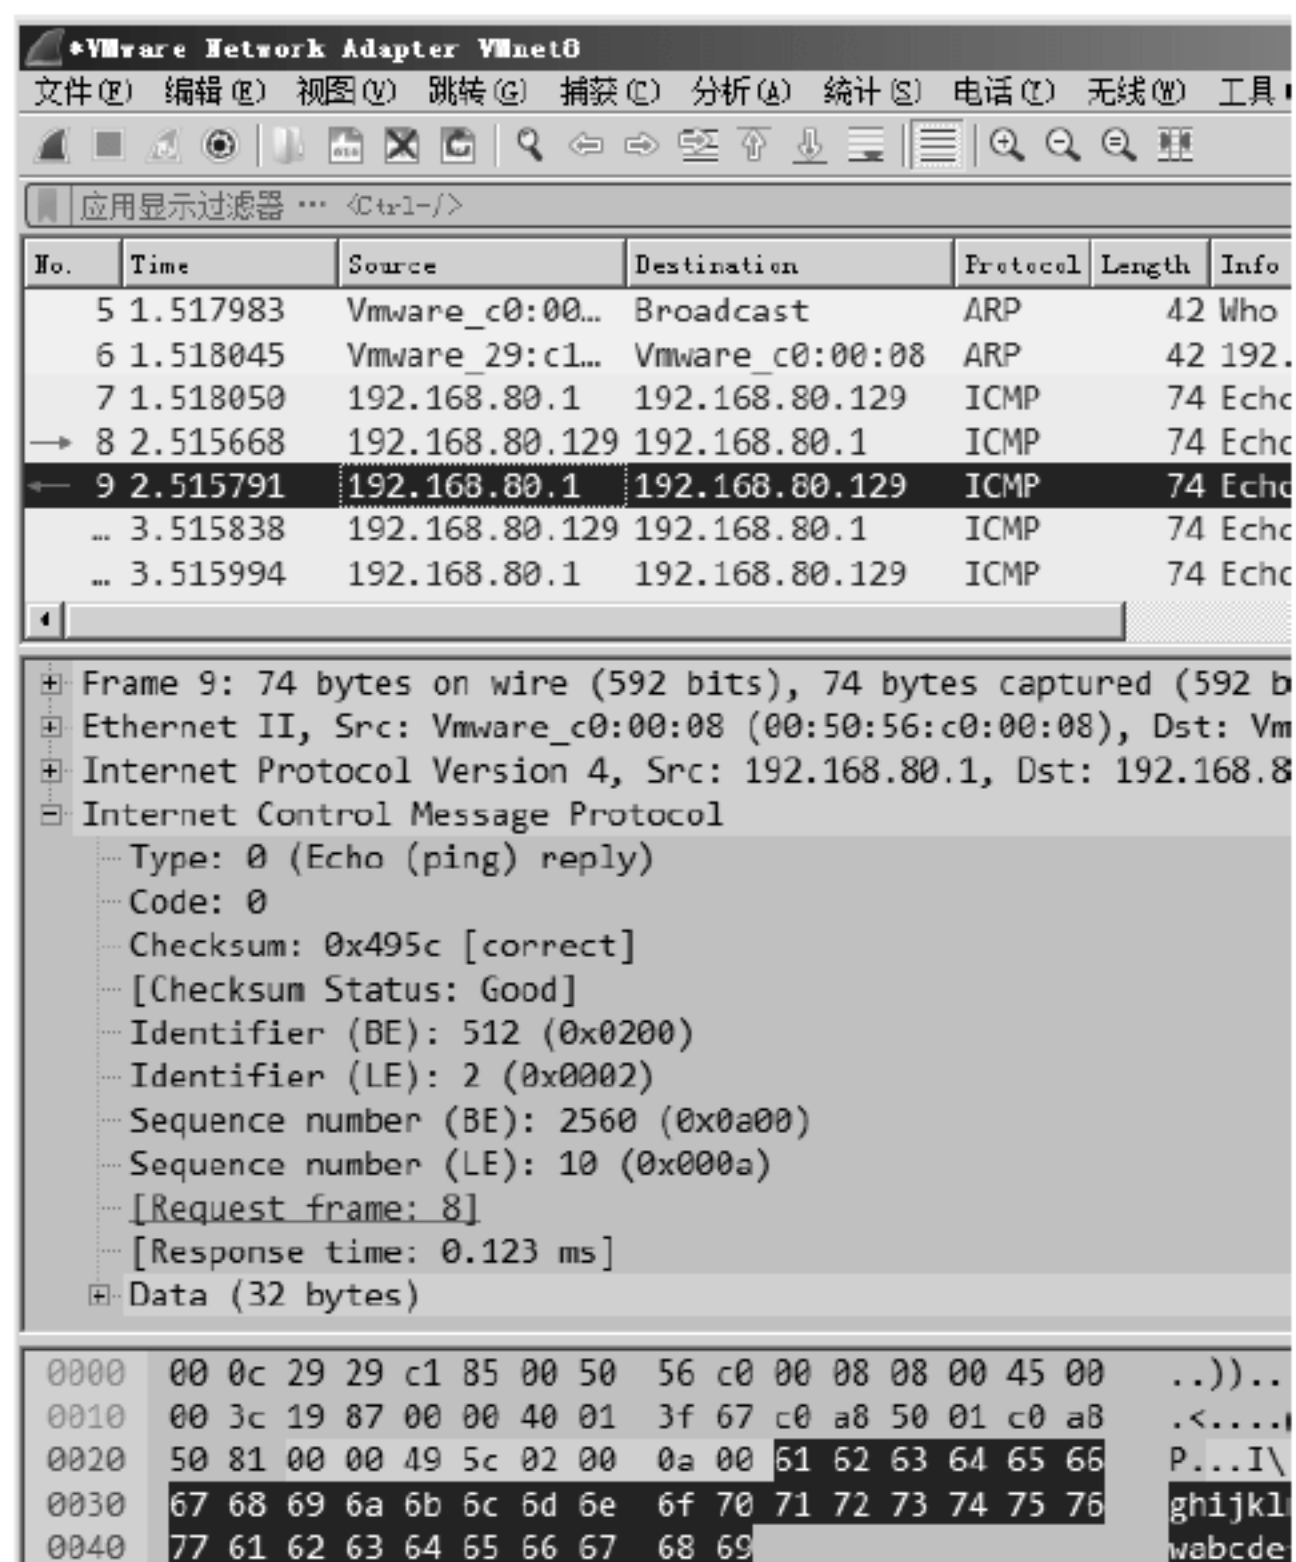 *VMware Network Adapter VMnet8
文件(F) 编辑(E) 视图(V) 跳转(G) 捕获(C) 分析(A) 统计(S) 电话(T) 无线(W) 工具
应用显示过滤器 … <Ctrl-/>
No. Time Source Destination Protocol Length Info
5 1.517983 Vmware_c0:00… Broadcast ARP 42 Who
6 1.518045 Vmware_29:c1… Vmware_c0:00:08 ARP 42 192.
7 1.518050 192.168.80.1 192.168.80.129 ICMP 74 Echo
8 2.515668 192.168.80.129 192.168.80.1 ICMP 74 Echo
9 2.515791 192.168.80.1 192.168.80.129 ICMP 74 Echo
… 3.515838 192.168.80.129 192.168.80.1 ICMP 74 Echo
… 3.515994 192.168.80.1 192.168.80.129 ICMP 74 Echo
Frame 9: 74 bytes on wire (592 bits), 74 bytes captured (592 b
Ethernet II, Src: Vmware_c0:00:08 (00:50:56:c0:00:08), Dst: Vm
Internet Protocol Version 4, Src: 192.168.80.1, Dst: 192.168.8
Internet Control Message Protocol
Type: 0 (Echo (ping) reply)
Code: 0
Checksum: 0x495c [correct]
[Checksum Status: Good]
Identifier (BE): 512 (0x0200)
Identifier (LE): 2 (0x0002)
Sequence number (BE): 2560 (0x0a00)
Sequence number (LE): 10 (0x000a)
[Request frame: 8]
[Response time: 0.123 ms]
Data (32 bytes)
0000 00 0c 29 29 c1 85 00 50 56 c0 00 08 08 00 45 00 ..))..
0010 00 3c 19 87 00 00 40 01 3f 67 c0 a8 50 01 c0 a8 .<....
0020 50 81 00 00 49 5c 02 00 0a 00 61 62 63 64 65 66 P...I\
0030 67 68 69 6a 6b 6c 6d 6e 6f 70 71 72 73 74 75 76 ghijkl
0040 77 61 62 63 64 65 66 67 68 69 wabcde